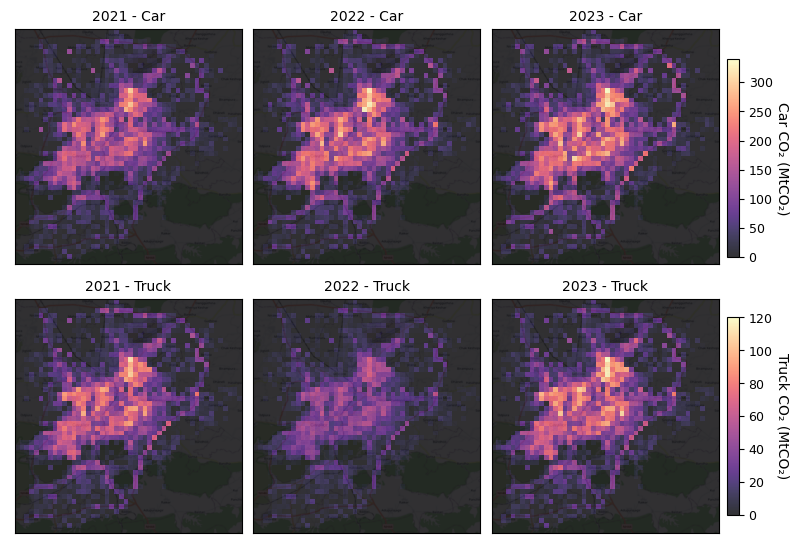 2021 - Car
2022 - Car
2023 - Car
300
250
200
150
100
50
0
Car CO₂ (MtCO₂)
2021 - Truck
2022 - Truck
2023 - Truck
120
100
80
60
40
20
0
Truck CO₂ (MtCO₂)